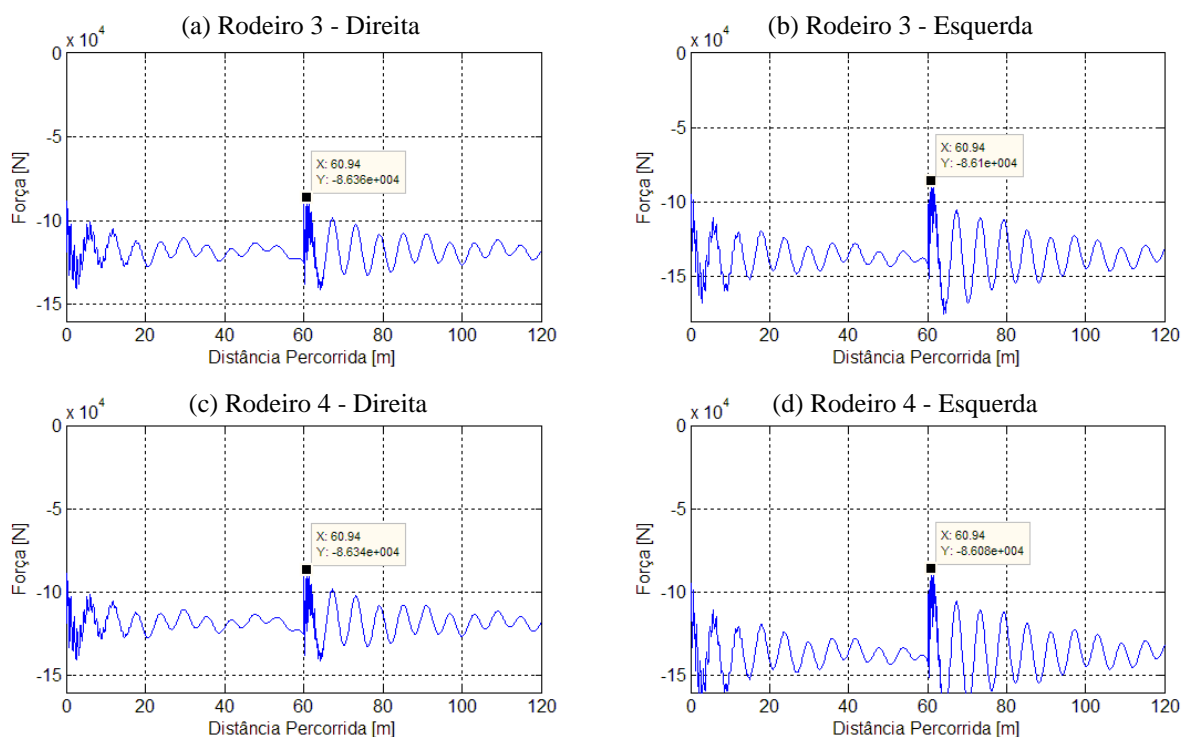 (a) Rodeiro 3 - Direita
x 10^4
0
-5
-10
-15
Força [N]
X: 60.94
Y: -8.636e+004
0 20 40 60 80 100 120
Distância Percorrida [m]
(b) Rodeiro 3 - Esquerda
x 10^4
0
-5
-10
-15
Força [N]
X: 60.94
Y: -8.61e+004
0 20 40 60 80 100 120
Distância Percorrida [m]
(c) Rodeiro 4 - Direita
x 10^4
0
-5
-10
-15
Força [N]
X: 60.94
Y: -8.634e+004
0 20 40 60 80 100 120
Distância Percorrida [m]
(d) Rodeiro 4 - Esquerda
x 10^4
0
-5
-10
-15
Força [N]
X: 60.94
Y: -8.608e+004
0 20 40 60 80 100 120
Distância Percorrida [m]